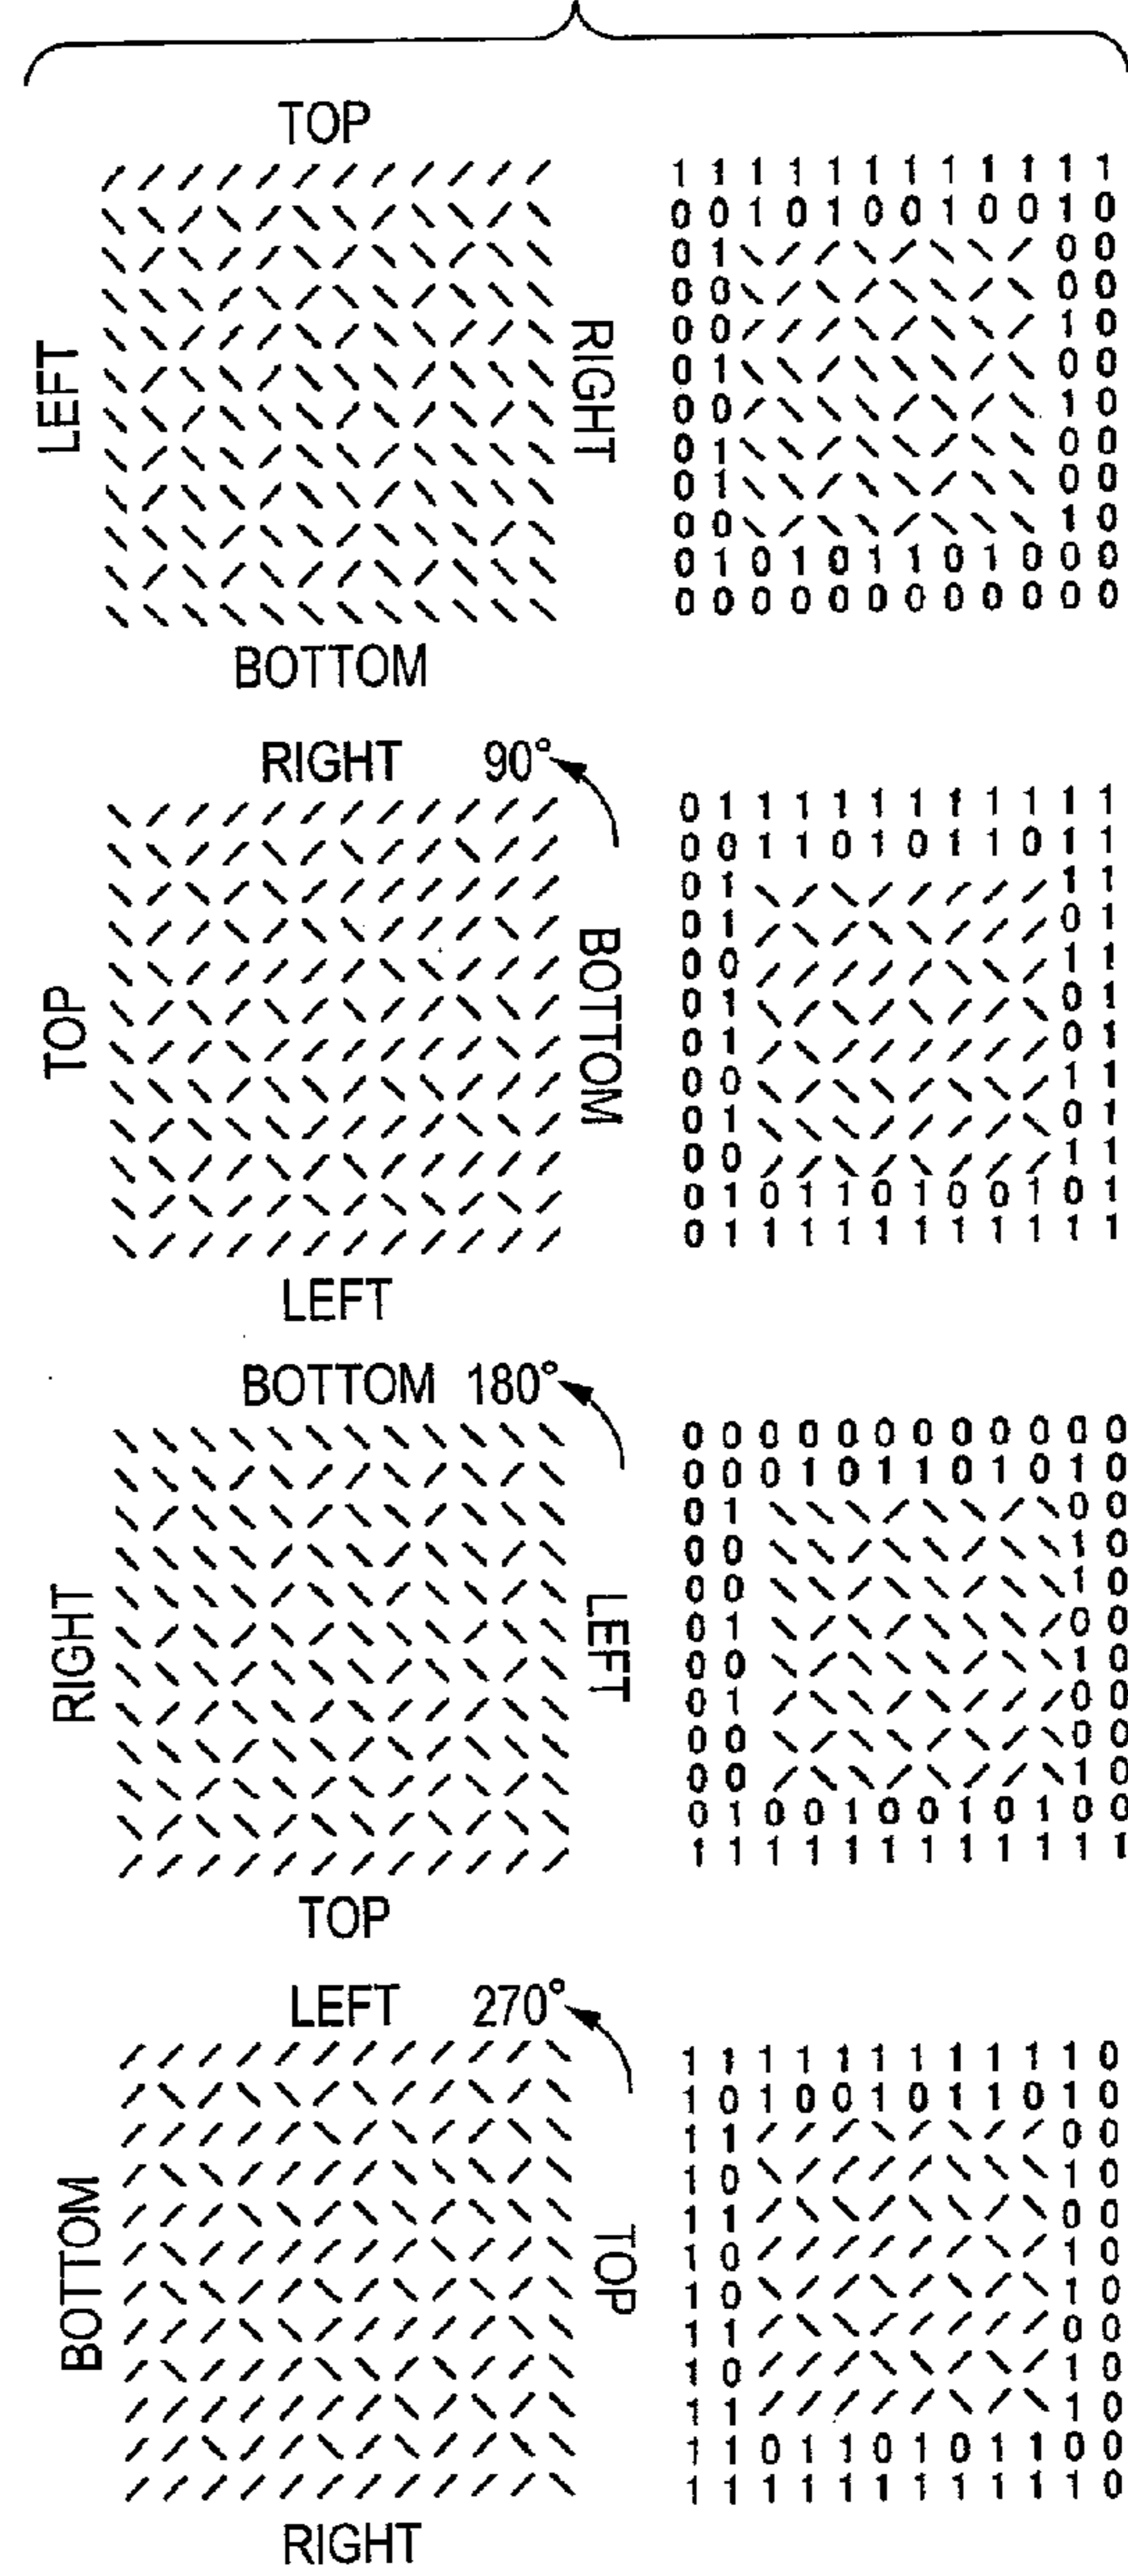 TOP
1 1 1 1 1 1 1 1 1 1 1 1
0 0 1 0 1 0 0 1 0 0 1 0
0 1 0 0
0 0 0 0
0 0 1 0
LEFT
RIGHT
0 1 0 0
0 0 1 0
0 1 0 0
0 1 0 0
0 0 1 0
0 1 0 1 0 1 1 0 1 0 0 0
0 0 0 0 0 0 0 0 0 0 0 0
BOTTOM
RIGHT 90°
0 1 1 1 1 1 1 1 1 1 1 1
0 0 1 1 0 1 0 1 1 0 1 1
0 1 1 1
0 1 0 1
0 0 1 1
TOP
BOTTOM
0 1 0 1
0 1 0 1
0 0 1 1
0 1 0 1
0 0 1 1
0 1 0 1 1 0 1 0 0 1 0 1
0 1 1 1 1 1 1 1 1 1 1 1
LEFT
BOTTOM 180°
0 0 0 0 0 0 0 0 0 0 0 0
0 0 0 1 0 1 1 0 1 0 1 0
0 1 0 0
0 0 1 0
0 0 1 0
RIGHT
LEFT
0 1 0 0
0 0 1 0
0 1 0 0
0 0 0 0
0 0 1 0
0 1 0 0 1 0 0 1 0 1 0 0
1 1 1 1 1 1 1 1 1 1 1 1
TOP
LEFT 270°
1 1 1 1 1 1 1 1 1 1 1 0
1 0 1 0 0 1 0 1 1 0 1 0
1 1 0 0
1 0 1 0
1 1 0 0
BOTTOM
TOP
1 0 1 0
1 0 1 0
1 1 0 0
1 0 1 0
1 1 1 0
1 1 0 1 1 0 1 0 1 1 0 0
1 1 1 1 1 1 1 1 1 1 1 0
RIGHT